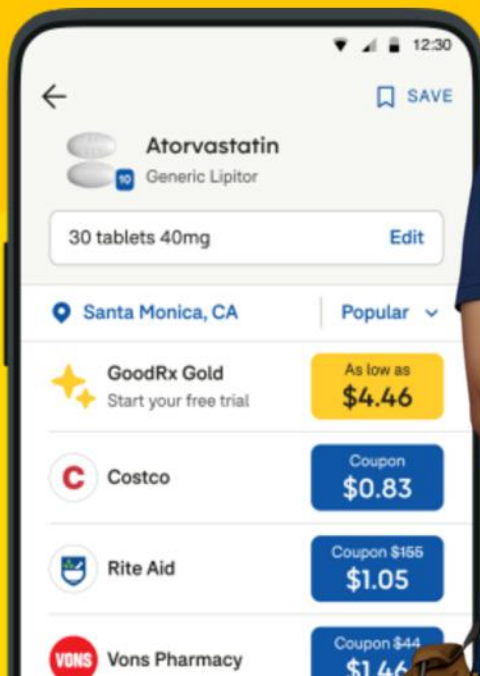 12:30
SAVE
Atorvastatin
10
Generic Lipitor
30 tablets 40mg
Edit
Santa Monica, CA
Popular
GoodRx Gold
Start your free trial
As low as
$4.46
C
Costco
Coupon
$0.83
Rite Aid
Coupon $155
$1.05
VONS
Vons Pharmacy
Coupon $44
$1.46